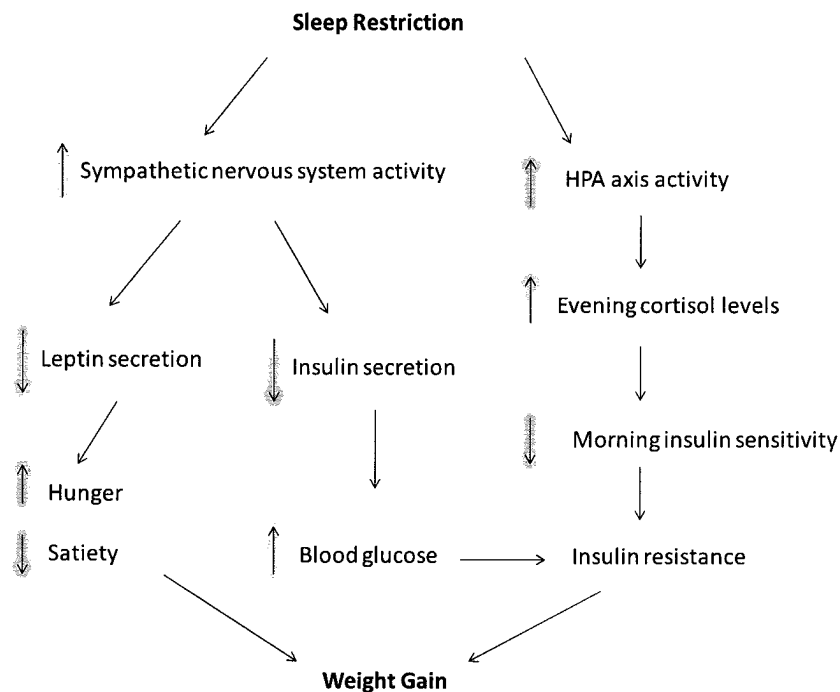 Sleep Restriction
Sympathetic nervous system activity
HPA axis activity
Evening cortisol levels
Leptin secretion
Insulin secretion
Morning insulin sensitivity
Hunger
Satiety
Blood glucose
Insulin resistance
Weight Gain